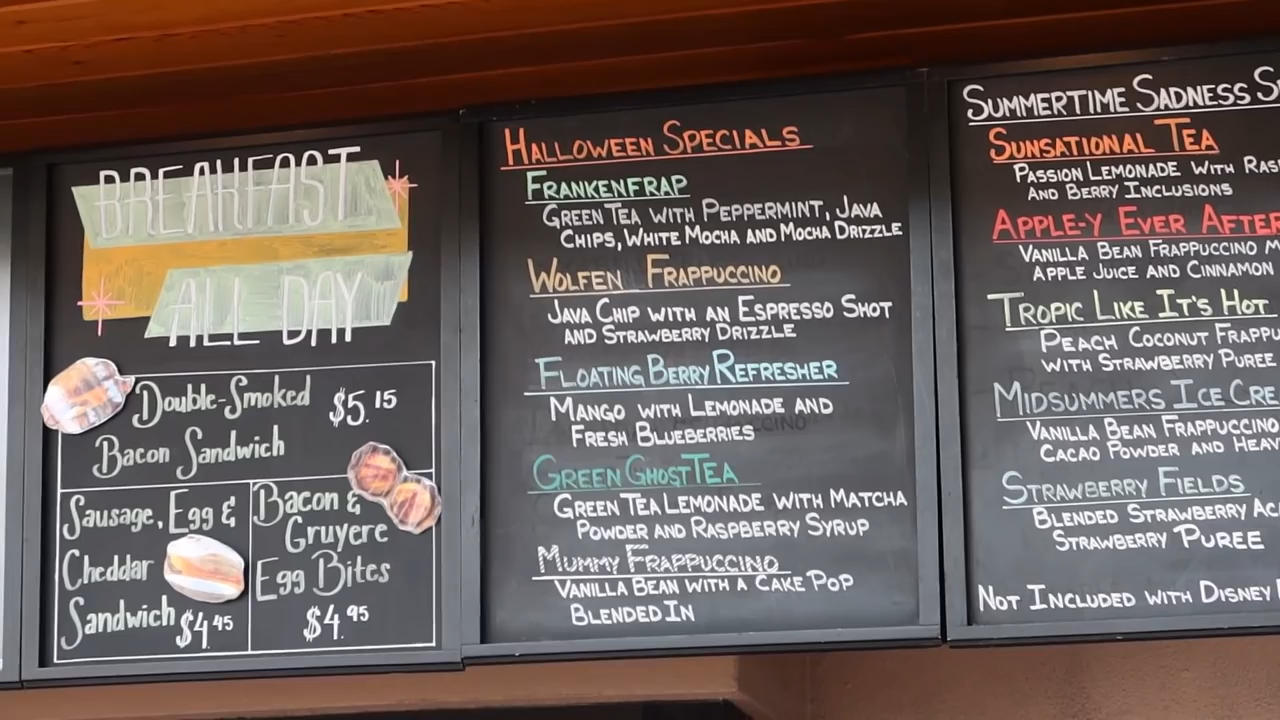 BREAKFAST
ALL DAY
Double-Smoked $5.15
Bacon Sandwich
Sausage, Egg &
Cheddar
Sandwich $4.45
Bacon &
Gruyere
Egg Bites
$4.95
HALLOWEEN SPECIALS
FRANKENFRAP
GREEN TEA WITH PEPPERMINT, JAVA
CHIPS, WHITE MOCHA AND MOCHA DRIZZLE
WOLFEN FRAPPUCCINO
JAVA CHIP WITH AN ESPRESSO SHOT
AND STRAWBERRY DRIZZLE
FLOATING BERRY REFRESHER
MANGO WITH LEMONADE AND
FRESH BLUEBERRIES
GREEN GHOST TEA
GREEN TEA LEMONADE WITH MATCHA
POWDER AND RASPBERRY SYRUP
MUMMY FRAPPUCCINO
VANILLA BEAN WITH A CAKE POP
BLENDED IN
SUMMERTIME SADNESS
SUNSATIONAL TEA
PASSION LEMONADE WITH
AND BERRY INCLUSIONS
APPLE-Y EVER AFTER
VANILLA BEAN FRAPPUCCINO
APPLE JUICE AND CINNAMON
TROPIC LIKE IT'S HOT
PEACH COCONUT
WITH STRAWBERRY PUREE
MIDSUMMERS ICE
VANILLA BEAN FRAPPUCCINO
CACAO POWDER AND
STRAWBERRY FIELDS
BLENDED STRAWBERRY
STRAWBERRY PUREE
NOT INCLUDED WITH DISNEY